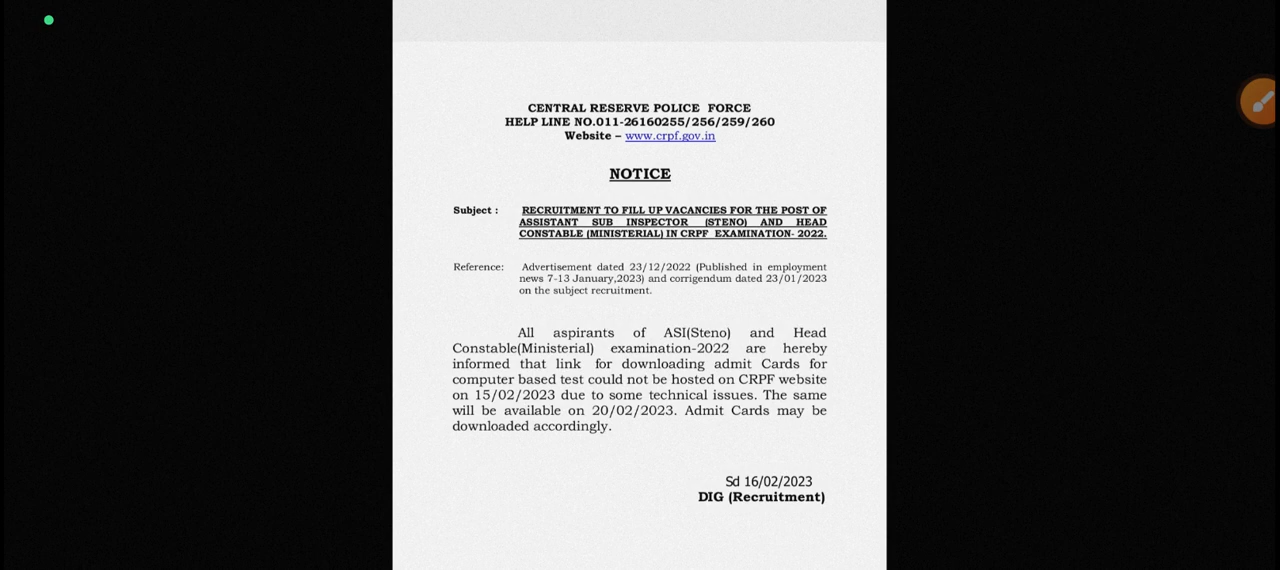 CENTRAL RESERVE POLICE FORCE
HELP LINE NO.011-26160255/256/259/260
Website – www.crpf.gov.in
NOTICE
Subject : RECRUITMENT TO FILL UP VACANCIES FOR THE POST OF
ASSISTANT SUB INSPECTOR (STENO) AND HEAD
CONSTABLE (MINISTERIAL) IN CRPF EXAMINATION- 2022.
Reference: Advertisement dated 23/12/2022 (Published in employment
news 7-13 January,2023) and corrigendum dated 23/01/2023
on the subject recruitment.
All aspirants of ASI(Steno) and Head
Constable(Ministerial) examination-2022 are hereby
informed that link for downloading admit Cards for
computer based test could not be hosted on CRPF website
on 15/02/2023 due to some technical issues. The same
will be available on 20/02/2023. Admit Cards may be
downloaded accordingly.
Sd 16/02/2023
DIG (Recruitment)